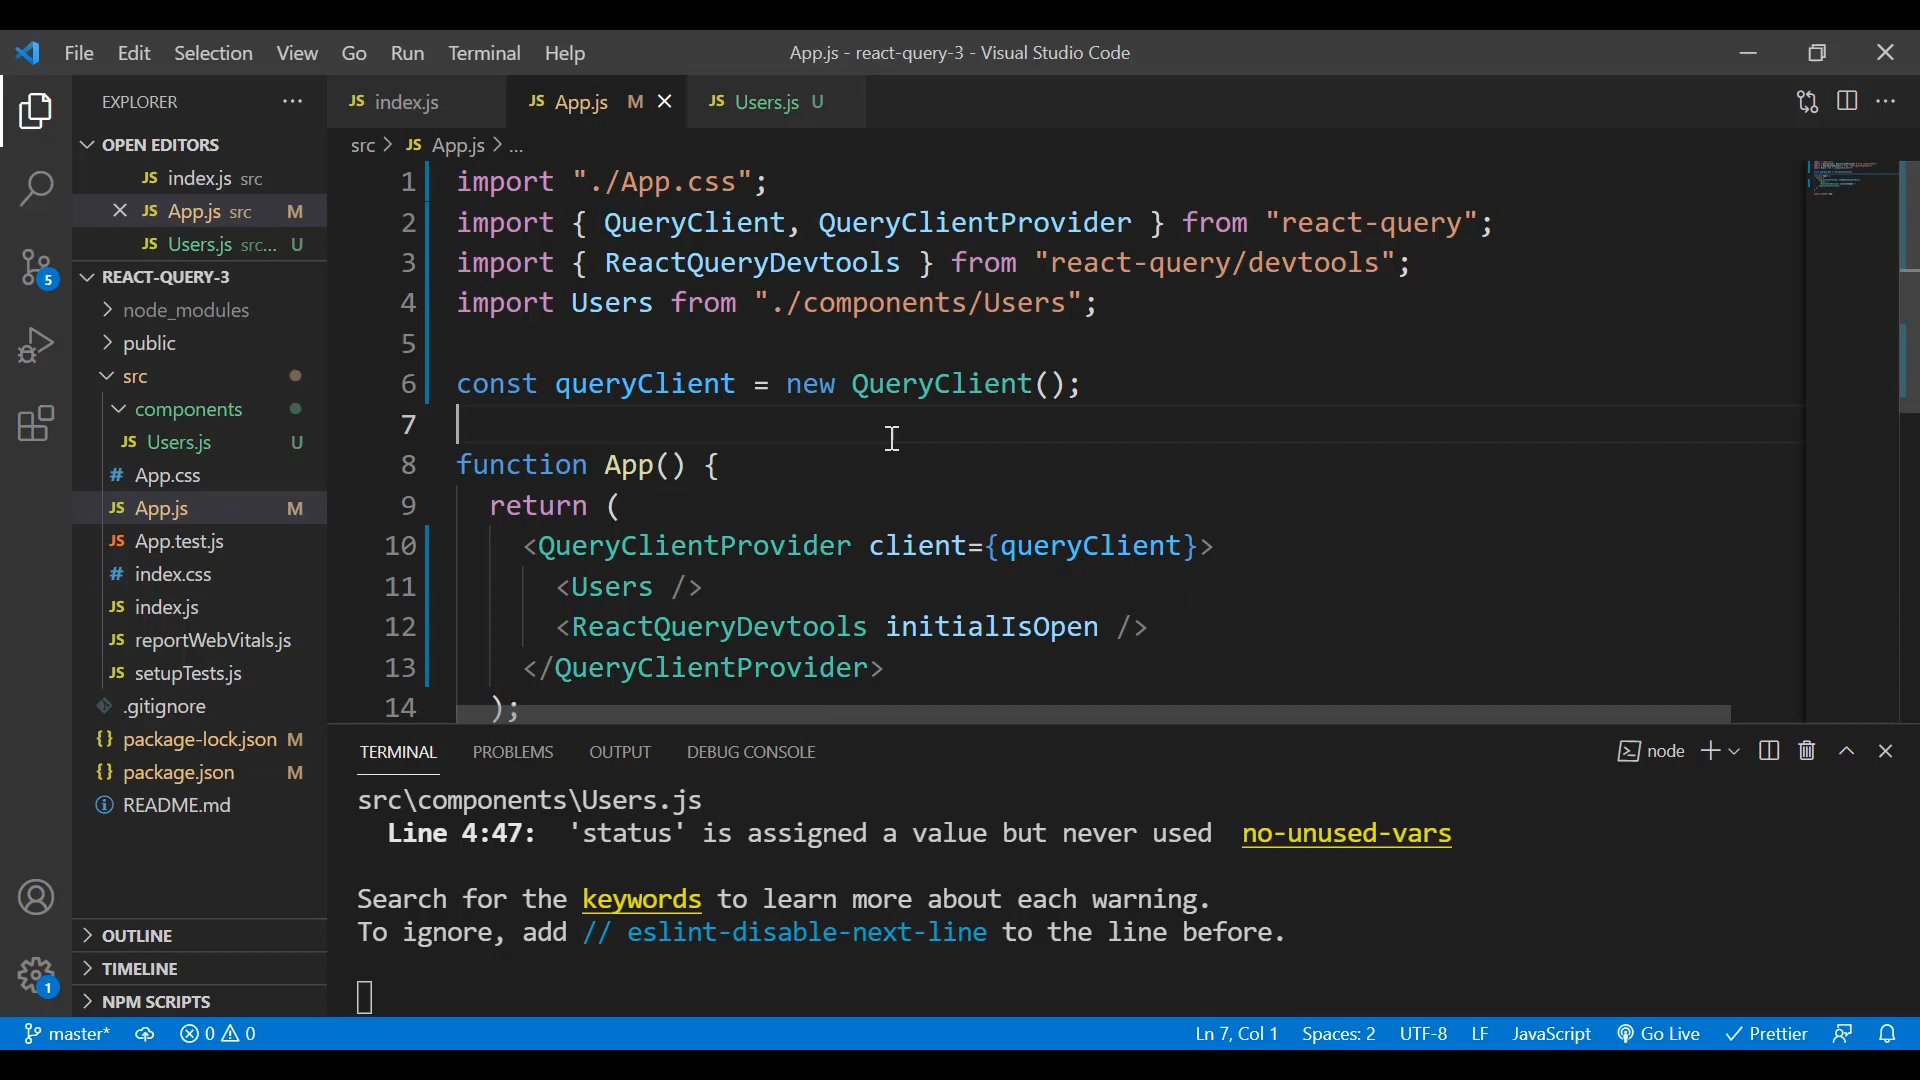 File Edit Selection View Go Run Terminal Help
App.js - react-query-3 - Visual Studio Code
EXPLORER
OPEN EDITORS
JS index.js src
JS App.js src M
JS Users.js src... U
REACT-QUERY-3
node_modules
public
src
components
JS Users.js U
# App.css
JS App.js M
JS App.test.js
# index.css
JS index.js
JS reportWebVitals.js
JS setupTests.js
.gitignore
{} package-lock.json M
{} package.json M
README.md
OUTLINE
TIMELINE
NPM SCRIPTS
5
1
JS index.js
JS App.js M
JS Users.js U
src > JS App.js > ...
1 import "./App.css";
2 import { QueryClient, QueryClientProvider } from "react-query";
3 import { ReactQueryDevtools } from "react-query/devtools";
4 import Users from "./components/Users";
5
6 const queryClient = new QueryClient();
7
8 function App() {
9 return (
10 <QueryClientProvider client={queryClient}>
11 <Users />
12 <ReactQueryDevtools initialIsOpen />
13 </QueryClientProvider>
14 );
TERMINAL PROBLEMS OUTPUT DEBUG CONSOLE
node
src\components\Users.js
Line 4:47: 'status' is assigned a value but never used no-unused-vars
Search for the keywords to learn more about each warning.
To ignore, add // eslint-disable-next-line to the line before.
master* 0 0
Ln 7, Col 1 Spaces: 2 UTF-8 LF JavaScript Go Live Prettier